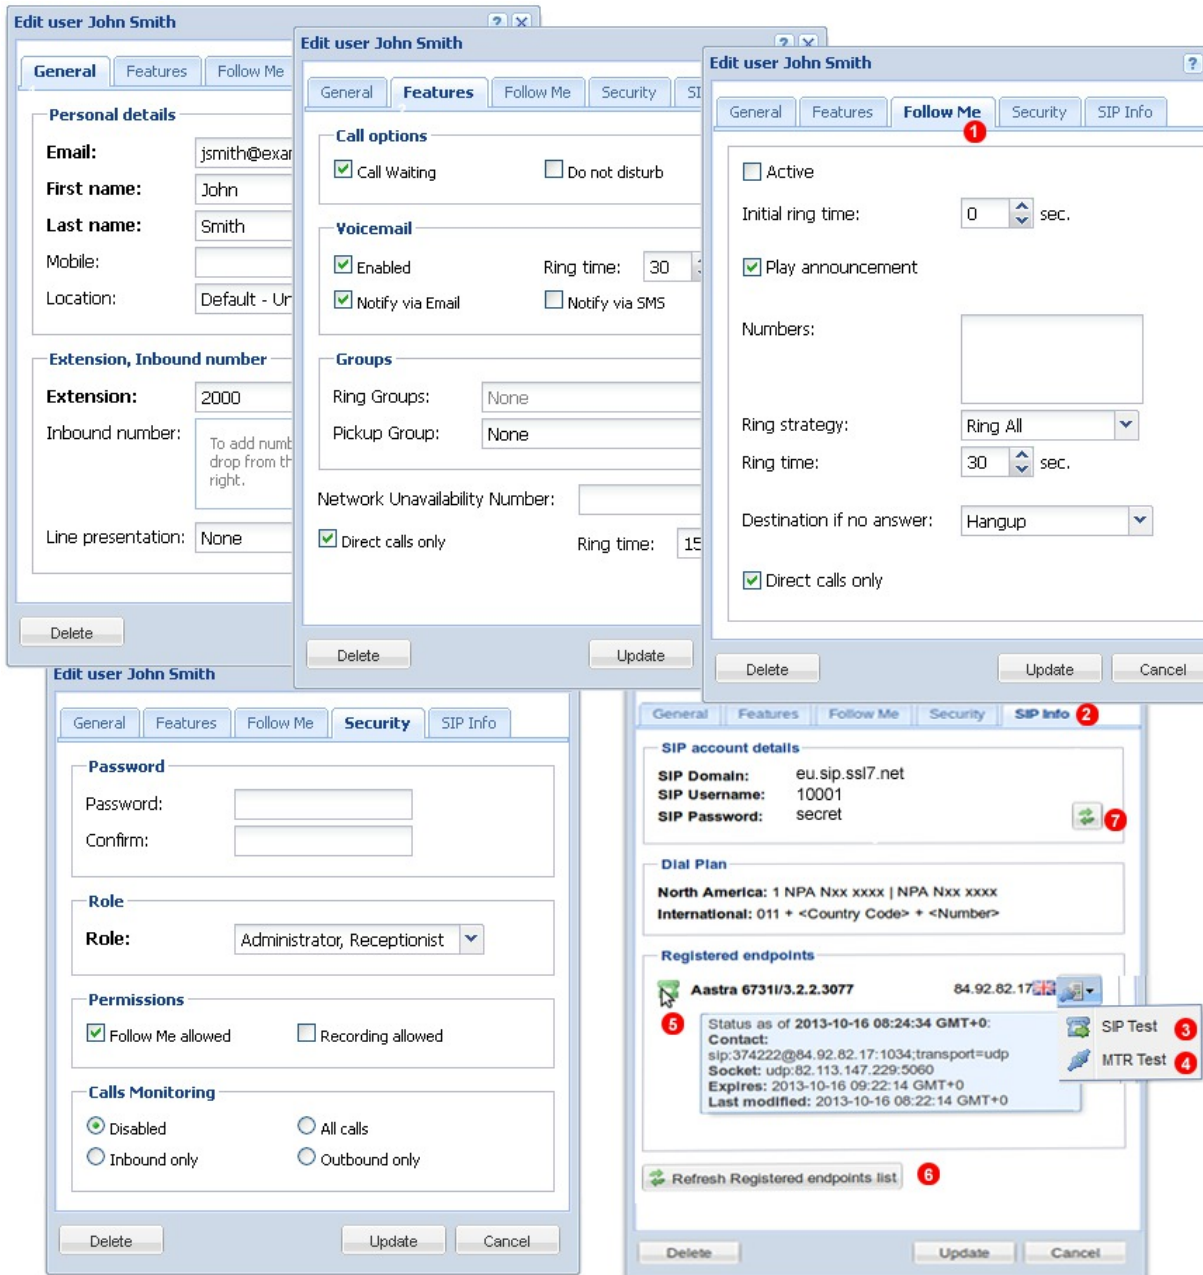 Edit user John Smith
General Features Follow Me
Personal details
Email: jsmith@exa
First name: John
Last name: Smith
Mobile:
Location: Default - Un
Extension, Inbound number
Extension: 2000
Inbound number: To add numb
drop from th
right.
Line presentation: None
Delete
Edit user John Smith
General Features Follow Me Security SI
Call options
Call Waiting Do not disturb
Voicemail
Enabled Ring time: 30
Notify via Email Notify via SMS
Groups
Ring Groups: None
Pickup Group: None
Network Unavailability Number:
Direct calls only Ring time: 15
Delete Update
Edit user John Smith ?
General Features Follow Me Security SIP Info
1
Active
Initial ring time: 0 sec.
Play announcement
Numbers:
Ring strategy: Ring All
Ring time: 30 sec.
Destination if no answer: Hangup
Direct calls only
Delete Update Cancel
Edit user John Smith
General Features Follow Me Security SIP Info
Password
Password:
Confirm:
Role
Role: Administrator, Receptionist
Permissions
Follow Me allowed Recording allowed
Calls Monitoring
Disabled All calls
Inbound only Outbound only
Delete Update Cancel
General Features Follow Me Security SIP Info 2
SIP account details
SIP Domain: eu.sip.ssl7.net
SIP Username: 10001
SIP Password: secret 7
Dial Plan
North America: 1 NPA Nxx xxxx | NPA Nxx xxxx
International: 011 + <Country Code> + <Number>
Registered endpoints
Aastra 6731I/3.2.2.3077 84.92.82.17
5
Status as of 2013-10-16 08:24:34 GMT+0:
Contact:
sip:374222@84.92.82.17:1034;transport=udp
Socket: udp:82.113.147.229:5060
Expires: 2013-10-16 09:22:14 GMT+0
Last modified: 2013-10-16 08:22:14 GMT+0
SIP Test 3
MTR Test 4
Refresh Registered endpoints list 6
Delete Update Cancel